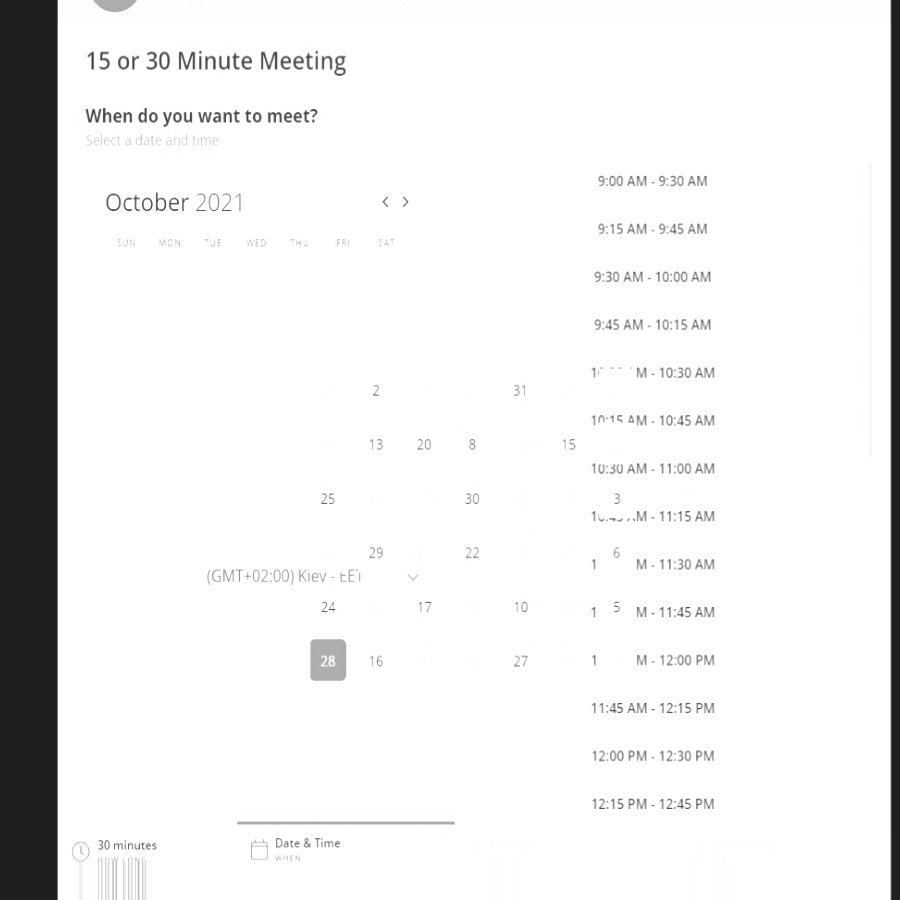 15 or 30 Minute Meeting
When do you want to meet?
Select a date and time
October 2021
SUN MON TUE WED THU FRI SAT
2 31
13 20 8 15
25 30 3
29 22 6
(GMT+02:00) Kiev -
24 17 10 5
28 16 27
9:00 AM - 9:30 AM
9:15 AM - 9:45 AM
9:30 AM - 10:00 AM
9:45 AM - 10:15 AM
M - 10:30 AM
10:15 AM - 10:45 AM
10:30 AM - 11:00 AM
M - 11:15 AM
1 M - 11:30 AM
1 M - 11:45 AM
1 M - 12:00 PM
11:45 AM - 12:15 PM
12:00 PM - 12:30 PM
12:15 PM - 12:45 PM
30 minutes
HOW LONG
Date & Time
WHEN